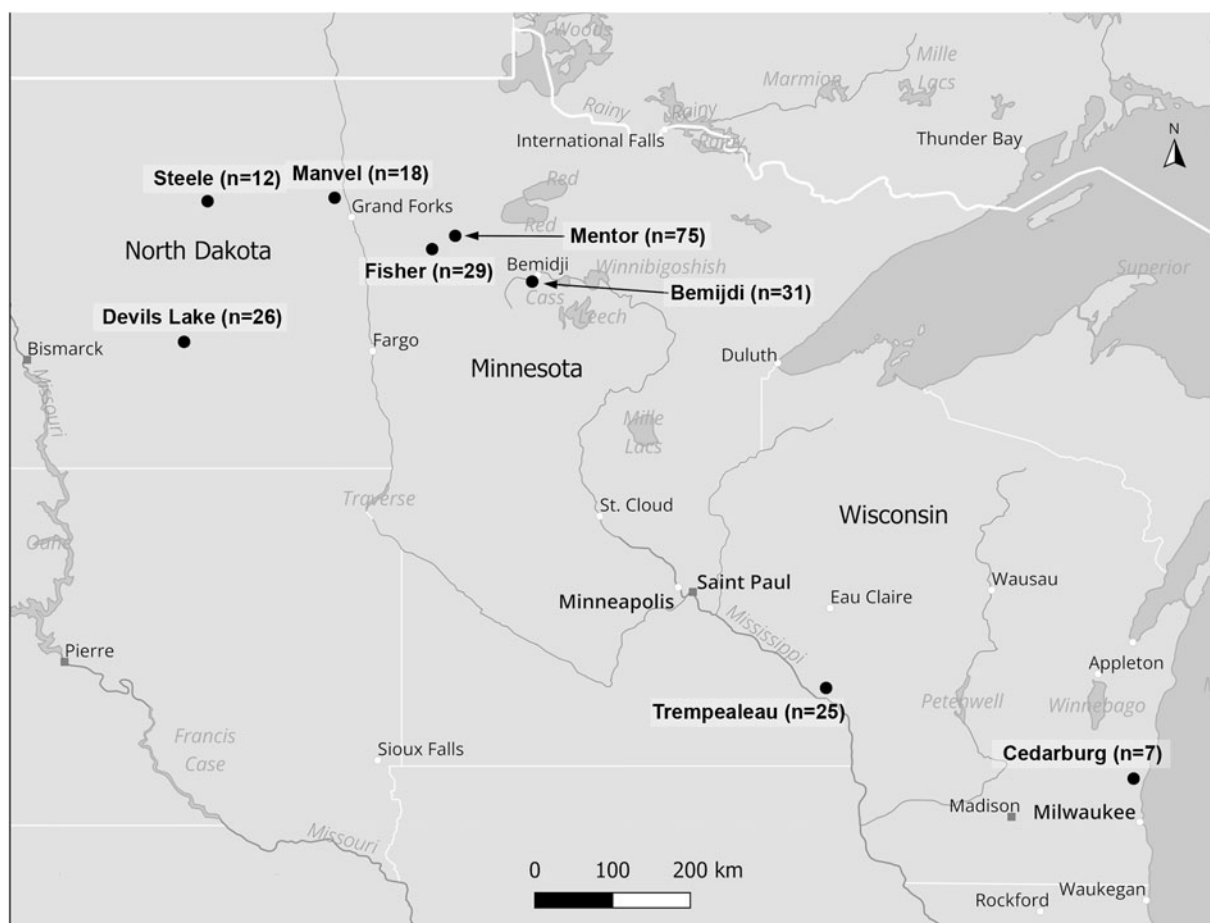 Woods
Mille
Lacs
Marmion
Rainy
Rainy
International Falls
Rainy
Thunder Bay
N
Steele (n=12)
Manvel (n=18)
Grand Forks
Red
Red
Mentor (n=75)
North Dakota
Fisher (n=29)
Bemidji
Winnibigoshish
Cass
Bemijdi (n=31)
Leech
Superior
Devils Lake (n=26)
Bismarck
Fargo
Duluth
Minnesota
Missouri
Mille
Lacs
Traverse
St. Cloud
Wisconsin
Oahe
Saint Paul
Minneapolis
Wausau
Eau Claire
Mississippi
Pierre
Appleton
Trempealeau (n=25)
Petenwell
Winnebago
M
Francis
Case
Sioux Falls
Cedarburg (n=7)
Madison
Milwaukee
Missouri
0 100 200 km
Rockford
Waukegan